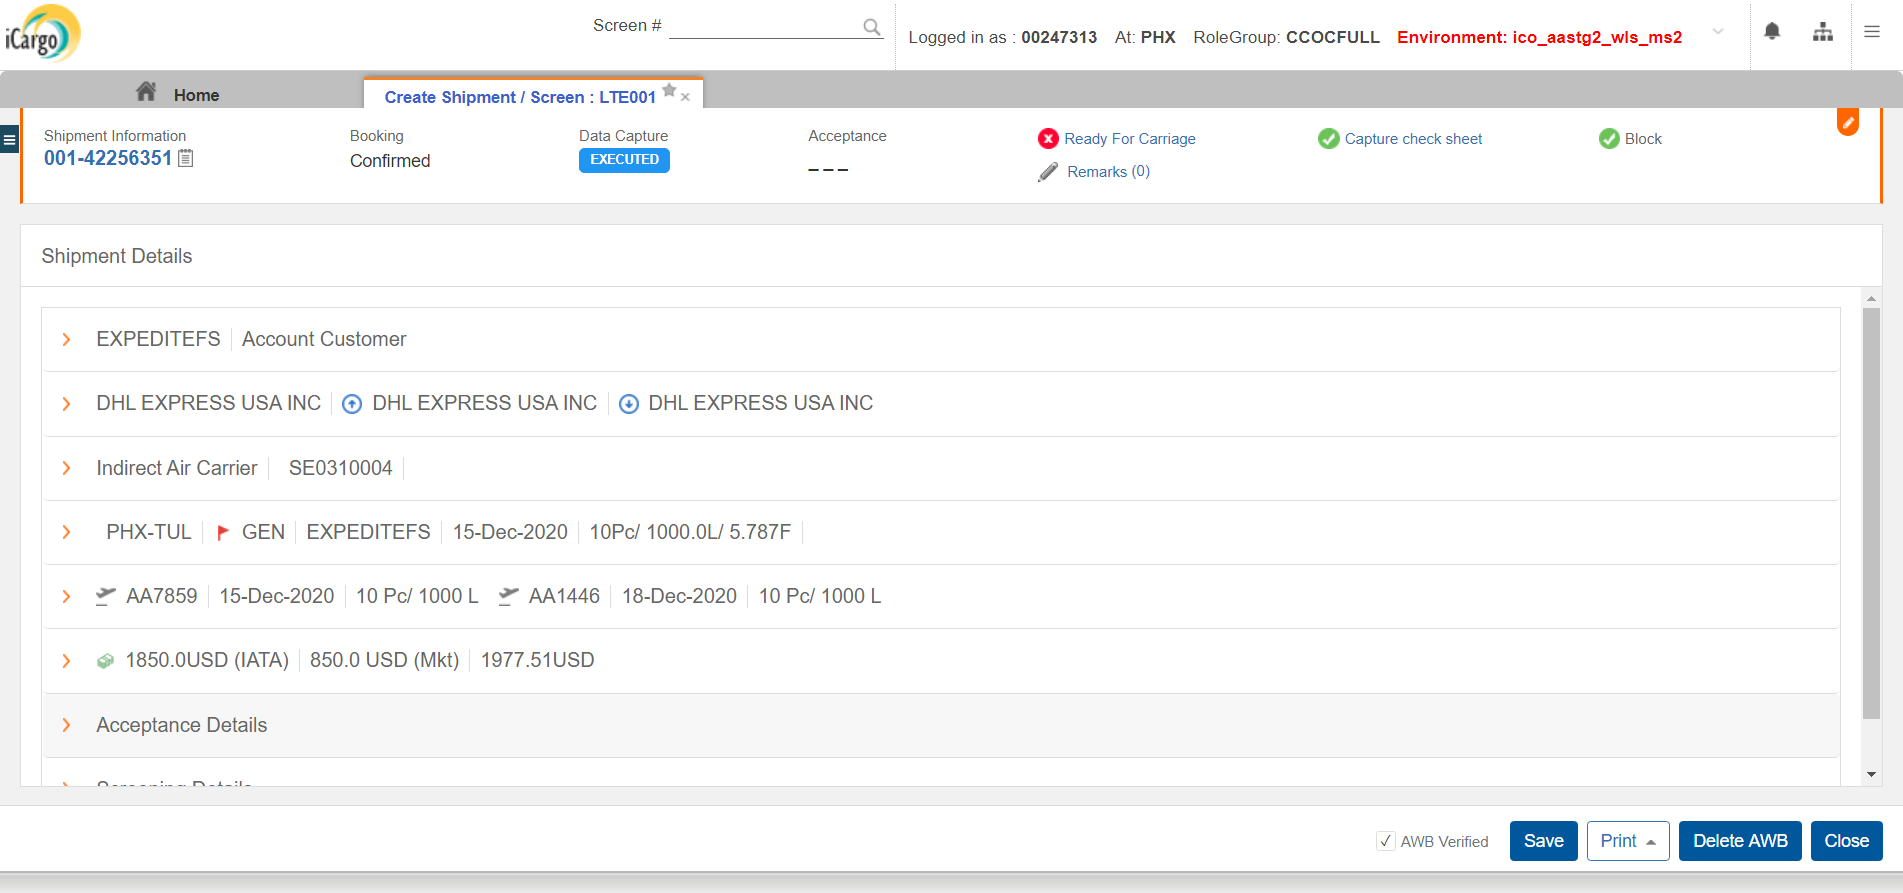 iCargo
Screen #
Logged in as : 00247313 At: PHX RoleGroup: CCOCFULL Environment: ico_aastg2_wls_ms2
Home
Create Shipment / Screen : LTE001
Shipment Information
001-42256351
Booking
Confirmed
Data Capture
EXECUTED
Acceptance
– – –
Ready For Carriage
Remarks (0)
Capture check sheet
Block
Shipment Details
EXPEDITEFS Account Customer
DHL EXPRESS USA INC DHL EXPRESS USA INC DHL EXPRESS USA INC
Indirect Air Carrier SE0310004
PHX-TUL GEN EXPEDITEFS 15-Dec-2020 10Pc/ 1000.0L/ 5.787F
AA7859 15-Dec-2020 10 Pc/ 1000 L AA1446 18-Dec-2020 10 Pc/ 1000 L
1850.0USD (IATA) 850.0 USD (Mkt) 1977.51USD
Acceptance Details
Screening Details
AWB Verified Save Print Delete AWB Close